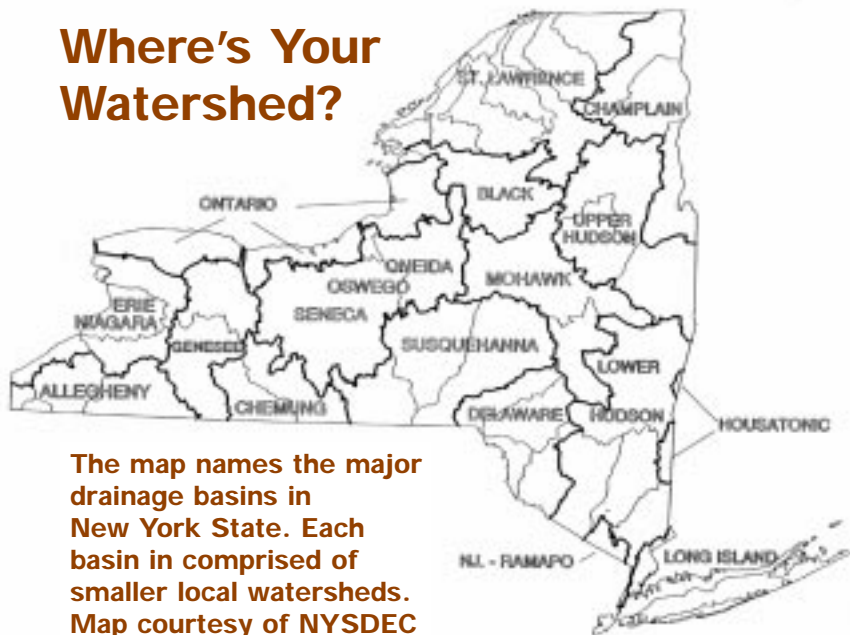 Where's Your
Watershed?
ST. LAWRENCE
CHAMPLAIN
BLACK
ONTARIO
UPPER
HUDSON
ONEIDA
MOHAWK
OSWEGO
SENECA
ERIE
NIAGARA
GENESEE
SUSQUEHANNA
LOWER
HUDSON
ALLEGHENY
CHEMUNG
DELAWARE
HOUSATONIC
The map names the major
drainage basins in
New York State. Each
basin in comprised of
smaller local watersheds.
Map courtesy of NYSDEC
NJ. - RAMAPO
LONG ISLAND